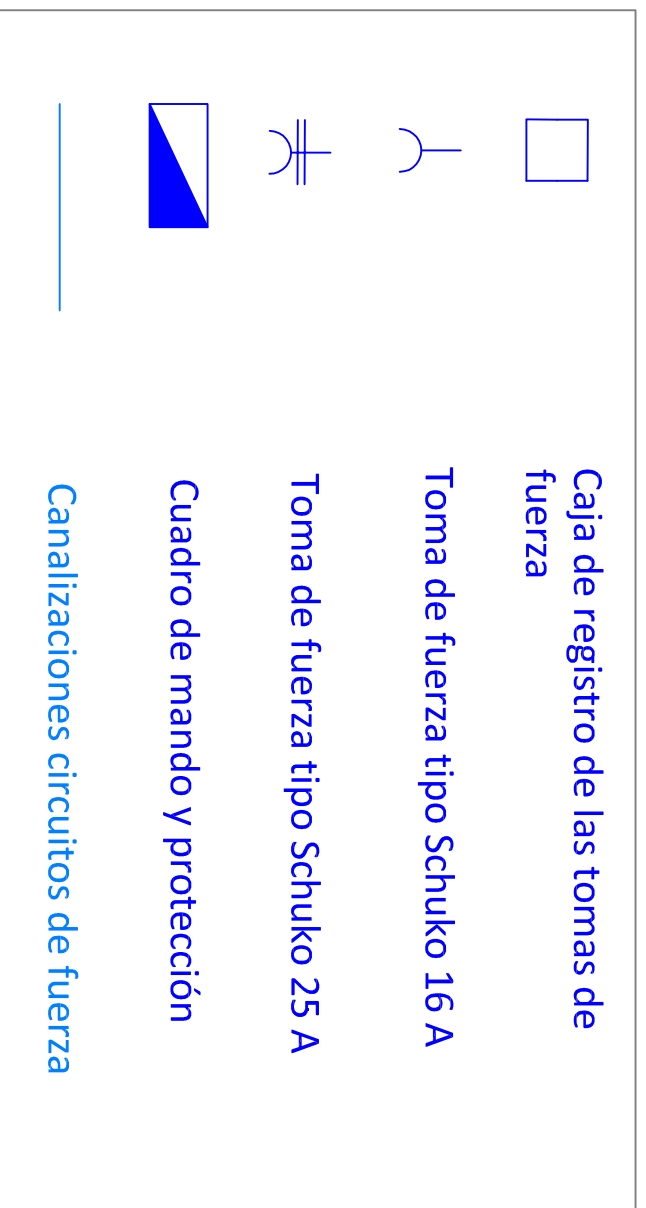 Caja de registro de las tomas de
fuerza
Toma de fuerza tipo Schuko 16 A
Toma de fuerza tipo Schuko 25 A
Cuadro de mando y protección
Canalizaciones circuitos de fuerza